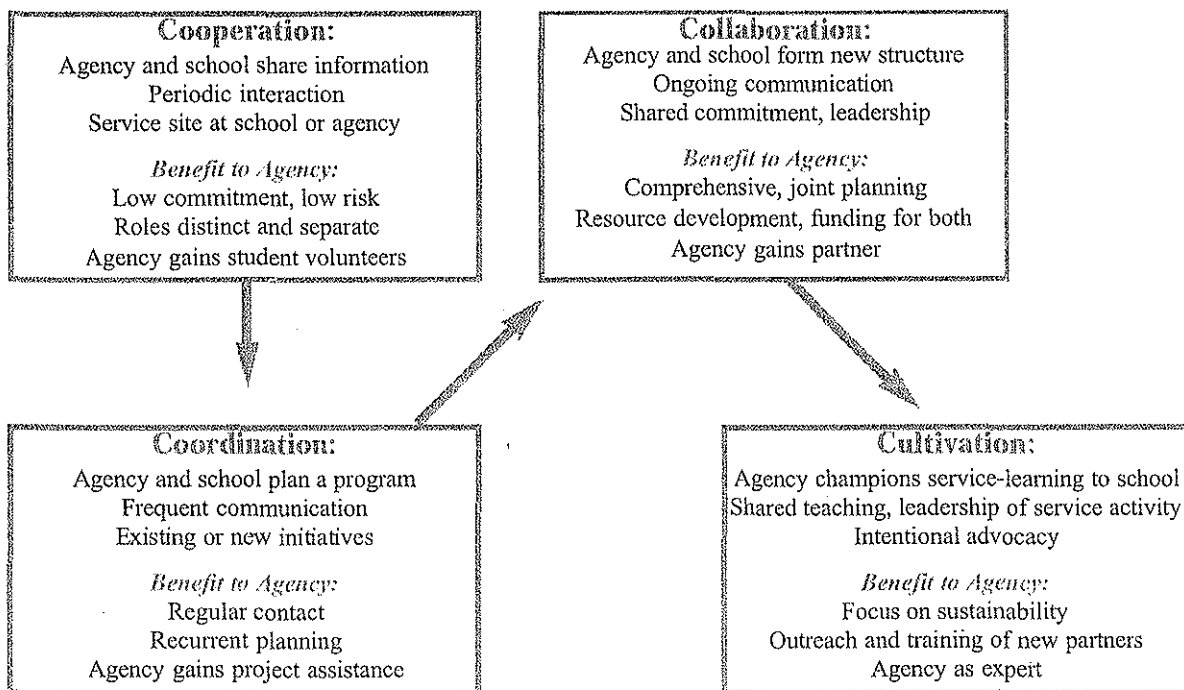 Cooperation:
Agency and school share information
Periodic interaction
Service site at school or agency
Benefit to Agency:
Low commitment, low risk
Roles distinct and separate
Agency gains student volunteers
Coordination:
Agency and school plan a program
Frequent communication
Existing or new initiatives
Benefit to Agency:
Regular contact
Recurrent planning
Agency gains project assistance
Collaboration:
Agency and school form new structure
Ongoing communication
Shared commitment, leadership
Benefit to Agency:
Comprehensive, joint planning
Resource development, funding for both
Agency gains partner
Cultivation:
Agency champions service-learning to school
Shared teaching, leadership of service activity
Intentional advocacy
Benefit to Agency:
Focus on sustainability
Outreach and training of new partners
Agency as expert